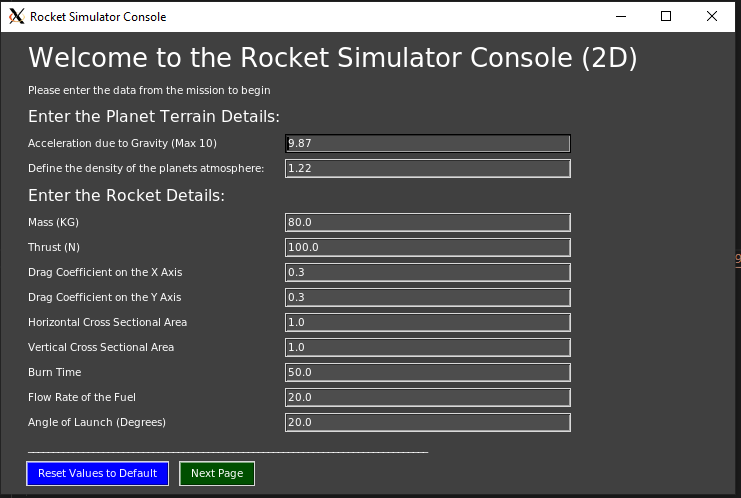 Rocket Simulator Console
Welcome to the Rocket Simulator Console (2D)
Please enter the data from the mission to begin
Enter the Planet Terrain Details:
Acceleration due to Gravity (Max 10) 9.87
Define the density of the planets atmosphere: 1.22
Enter the Rocket Details:
Mass (KG) 80.0
Thrust (N) 100.0
Drag Coefficient on the X Axis 0.3
Drag Coefficient on the Y Axis 0.3
Horizontal Cross Sectional Area 1.0
Vertical Cross Sectional Area 1.0
Burn Time 50.0
Flow Rate of the Fuel 20.0
Angle of Launch (Degrees) 20.0
Reset Values to Default Next Page